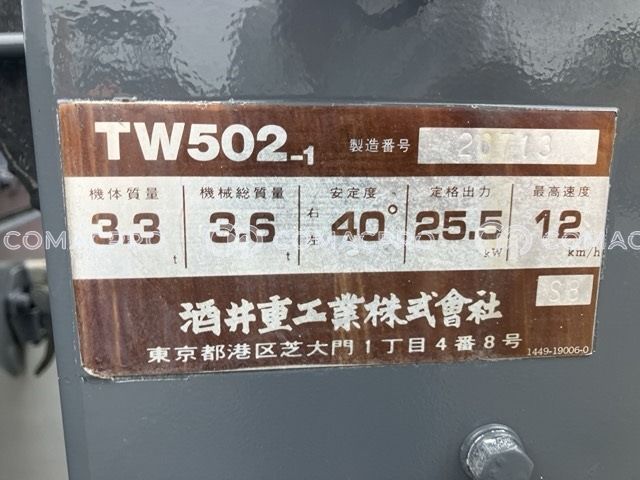 TW502-1 製造番号 20713
機体質量 機械総質量 安定度 定格出力 最高速度
3.3 t 3.6 t 右 左 40° 25.5 kW 12 km/h
SB
酒井重工業株式會社
東京都港区芝大門1丁目4番8号 1449-19006-0